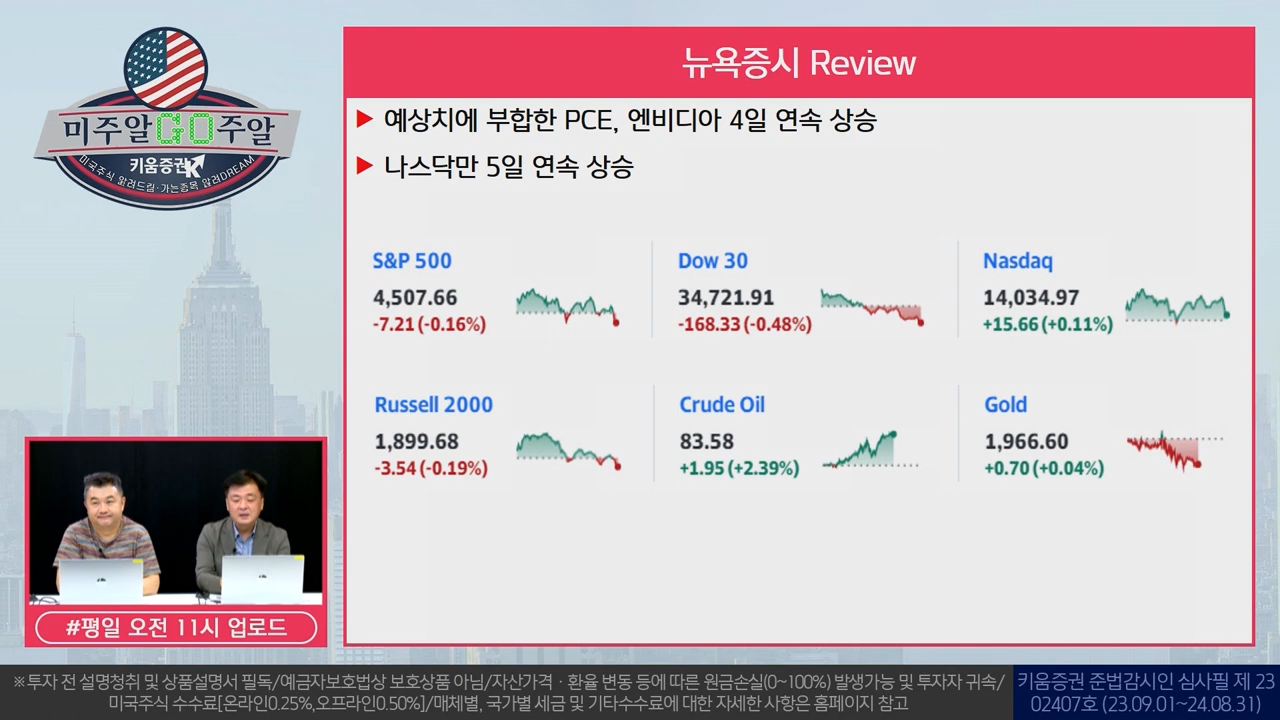 미주알GO주알
키움증권
미국주식 알려드림·가는종목 알려DREAM
#평일 오전 11시 업로드
뉴욕증시 Review
▶ 예상치에 부합한 PCE, 엔비디아 4일 연속 상승
▶ 나스닥만 5일 연속 상승
S&P 500
4,507.66
-7.21 (-0.16%)
Dow 30
34,721.91
-168.33 (-0.48%)
Nasdaq
14,034.97
+15.66 (+0.11%)
Russell 2000
1,899.68
-3.54 (-0.19%)
Crude Oil
83.58
+1.95 (+2.39%)
Gold
1,966.60
+0.70 (+0.04%)
※투자 전 설명청취 및 상품설명서 필독/예금자보호법상 보호상품 아님/자산가격 · 환율 변동 등에 따른 원금손실(0~100%) 발생가능 및 투자자 귀속/
미국주식 수수료[온라인0.25%,오프라인0.50%]/매체별, 국가별 세금 및 기타수수료에 대한 자세한 사항은 홈페이지 참고
키움증권 준법감시인 심사필 제 23
02407호 (23.09.01~24.08.31)